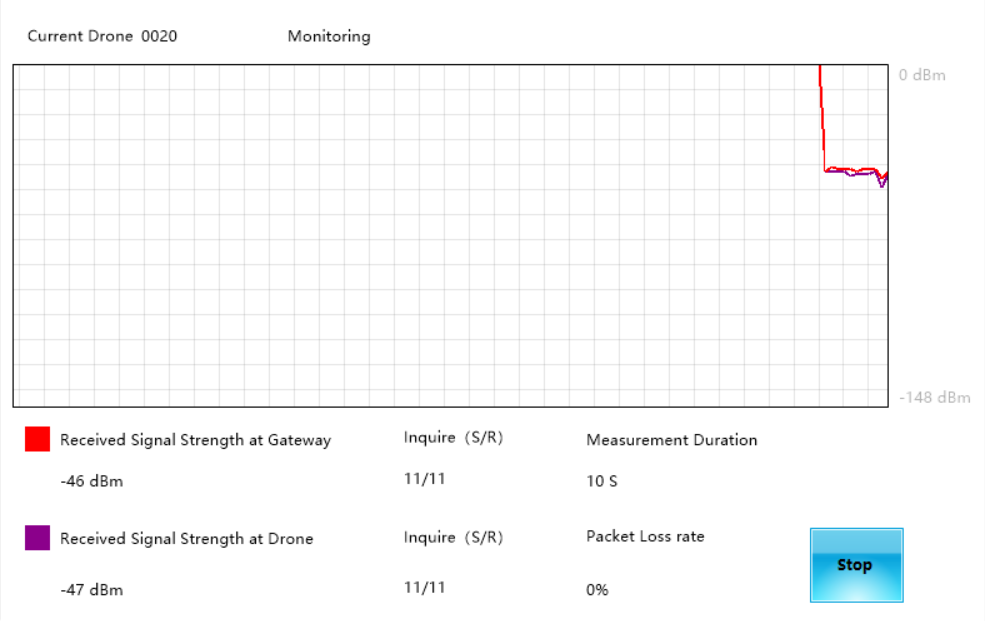 Current Drone 0020 Monitoring
0 dBm
-148 dBm
Received Signal Strength at Gateway Inquire (S/R) Measurement Duration
-46 dBm 11/11 10 S
Received Signal Strength at Drone Inquire (S/R) Packet Loss rate
Stop
-47 dBm 11/11 0%